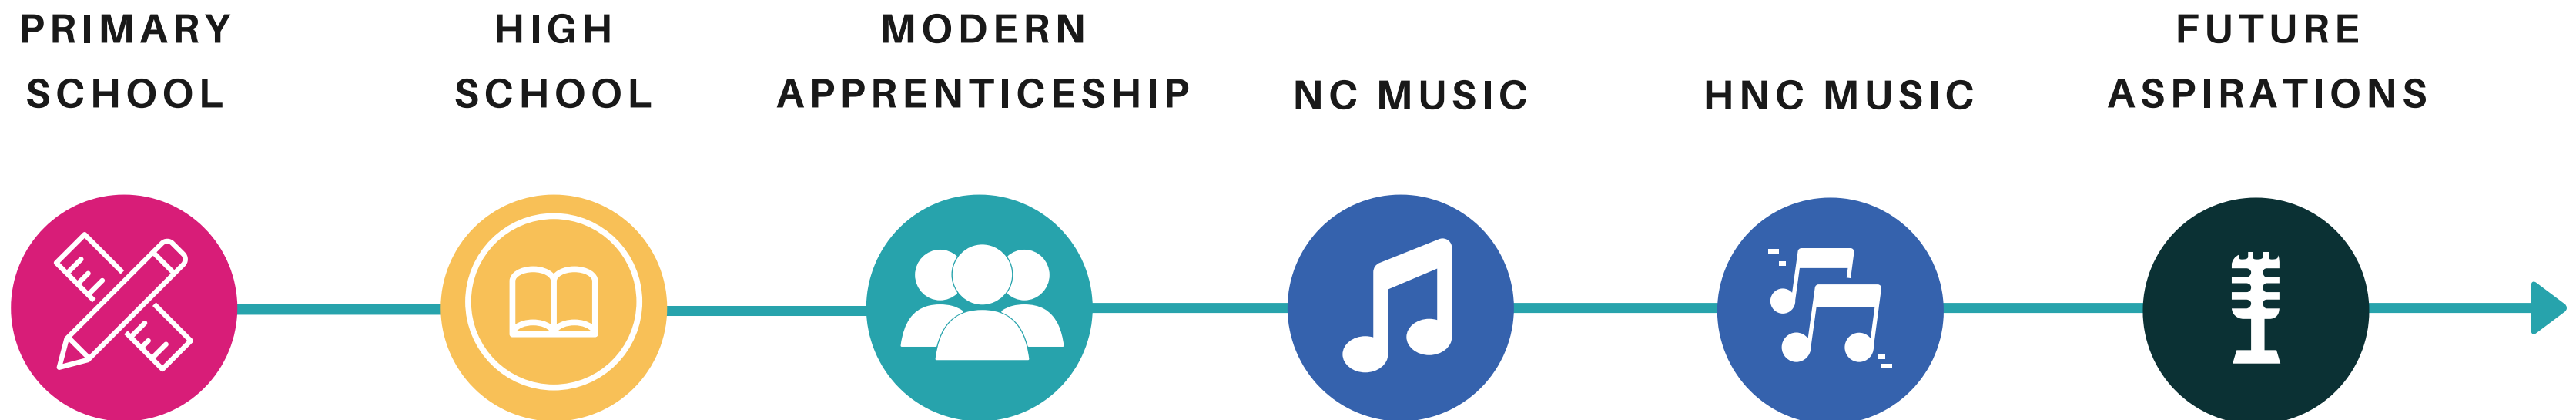 PRIMARY
SCHOOL
HIGH
SCHOOL
MODERN
APPRENTICESHIP
NC MUSIC
HNC MUSIC
FUTURE
ASPIRATIONS